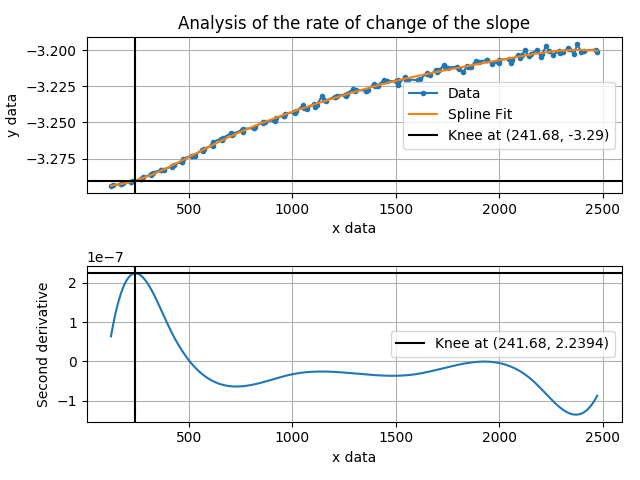 Analysis of the rate of change of the slope
−3.200
−3.225
−3.250
−3.275
y data
Data
Spline Fit
Knee at (241.68, -3.29)
500 1000 1500 2000 2500
x data
1e−7
2
1
0
−1
Second derivative
Knee at (241.68, 2.2394)
500 1000 1500 2000 2500
x data